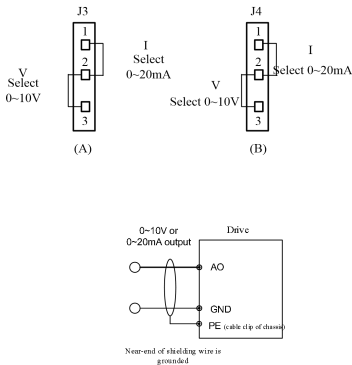 J3
J4
1
2
3
I
Select
0~20mA
V
Select
0~10V
(A)
1
2
3
I
Select 0~20mA
V
Select 0~10V
(B)
0~10V or
0~20mA output
Drive
AO
GND
PE (cable clip of chassis)
Near-end of shielding wire is
grounded